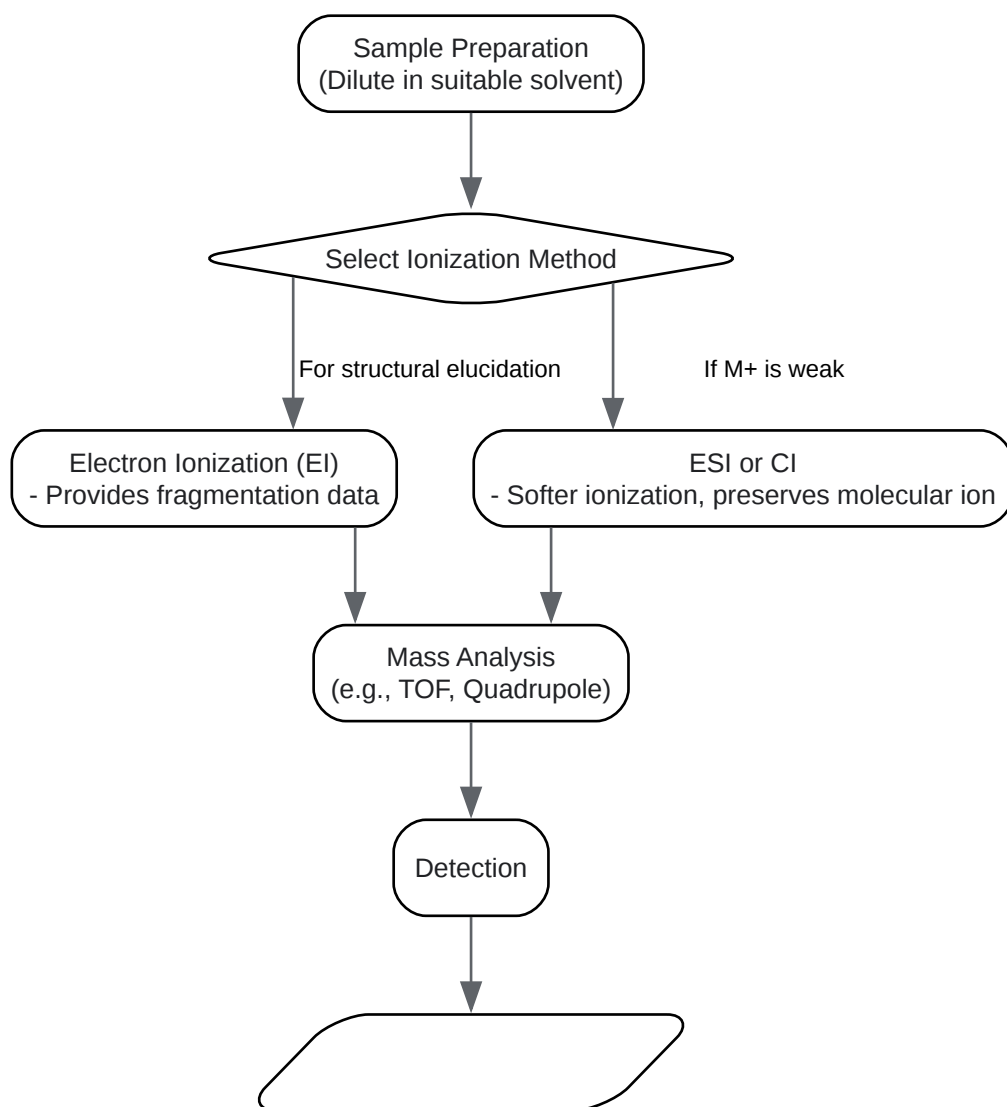 Sample Preparation
(Dilute in suitable solvent)
Select Ionization Method
For structural elucidation
If M+ is weak
Electron Ionization (EI)
- Provides fragmentation data
ESI or CI
- Softer ionization, preserves molecular ion
Mass Analysis
(e.g., TOF, Quadrupole)
Detection